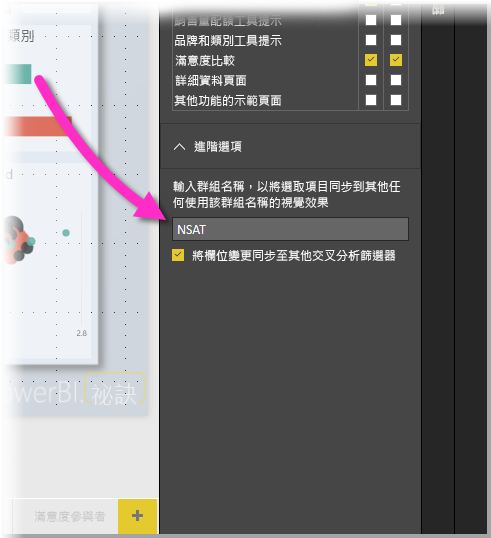 類別
銷售量配額工具提示
品牌和類別工具提示
滿意度比較
詳細資料頁面
其他功能的示範頁面
進階選項
輸入群組名稱，以將選取項目同步到其他任
何使用該群組名稱的視覺效果
NSAT
將欄位變更同步至其他交叉分析篩選器
d
2.8
owerBI. 祕訣
滿意度參與者